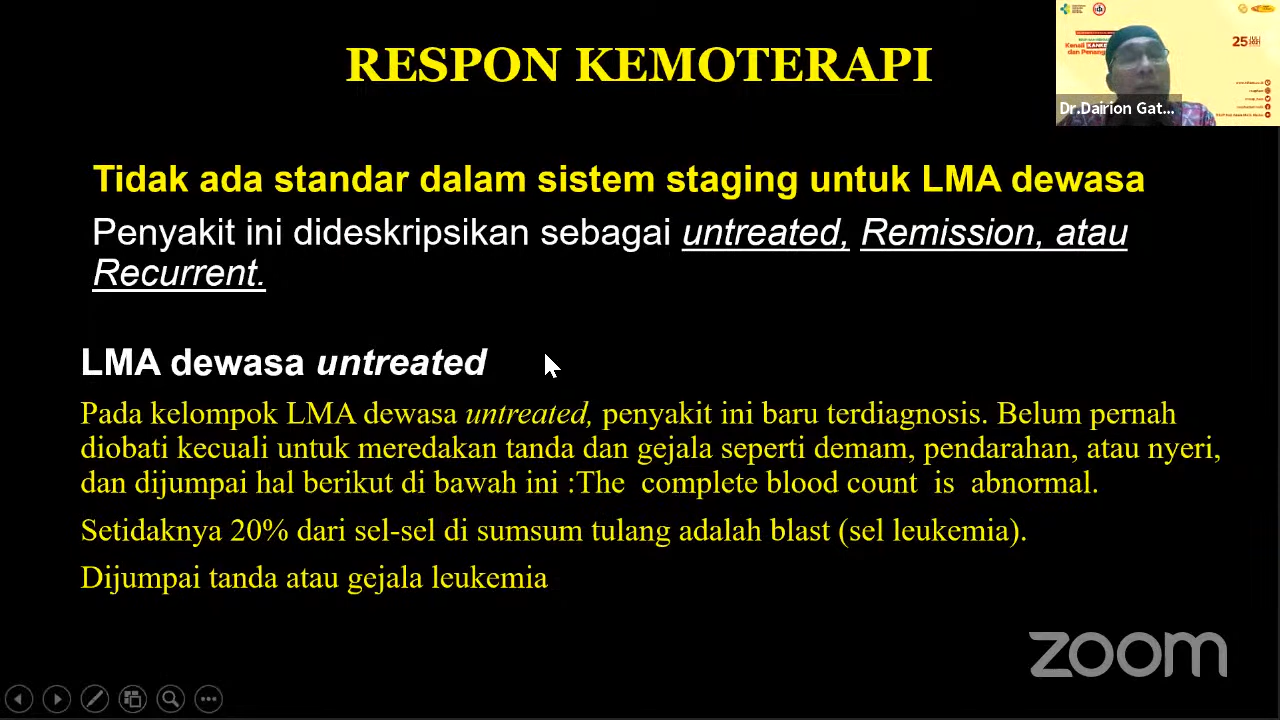 RESPON KEMOTERAPI
25
Dr.Dairion Gat...
Tidak ada standar dalam sistem staging untuk LMA dewasa
Penyakit ini dideskripsikan sebagai untreated, Remission, atau
Recurrent.
LMA dewasa untreated
Pada kelompok LMA dewasa untreated, penyakit ini baru terdiagnosis. Belum pernah
diobati kecuali untuk meredakan tanda dan gejala seperti demam, pendarahan, atau nyeri,
dan dijumpai hal berikut di bawah ini :The complete blood count is abnormal.
Setidaknya 20% dari sel-sel di sumsum tulang adalah blast (sel leukemia).
Dijumpai tanda atau gejala leukemia
zoom